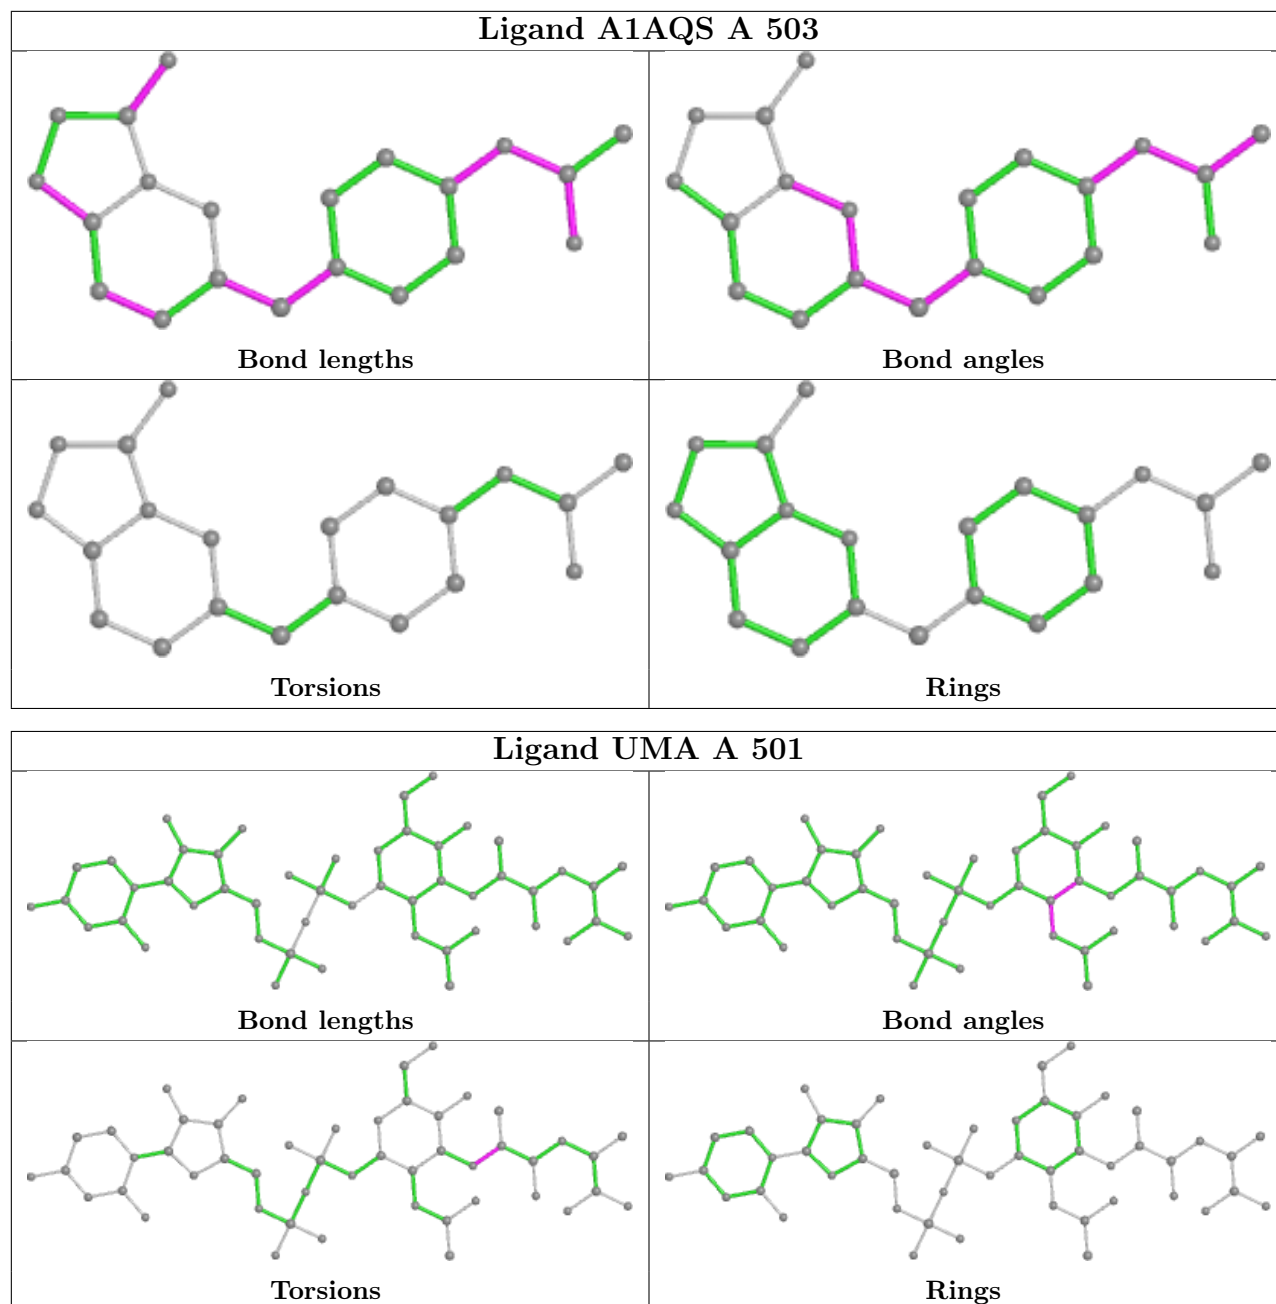 Ligand A1AQS A 503
Bond lengths
Bond angles
Torsions
Rings
Ligand UMA A 501
Bond lengths
Bond angles
Torsions
Rings